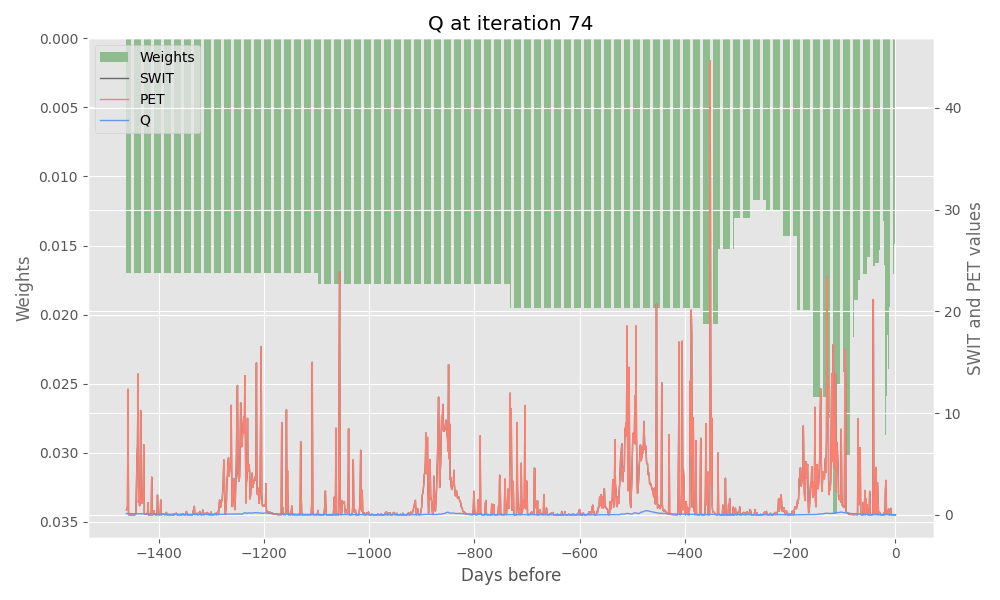 Q at iteration 74
Weights
SWIT
PET
Q
0.000
0.005
0.010
0.015
0.020
0.025
0.030
0.035
Weights
40
30
20
10
0
SWIT and PET values
−1400
−1200
−1000
−800
−600
−400
−200
0
Days before